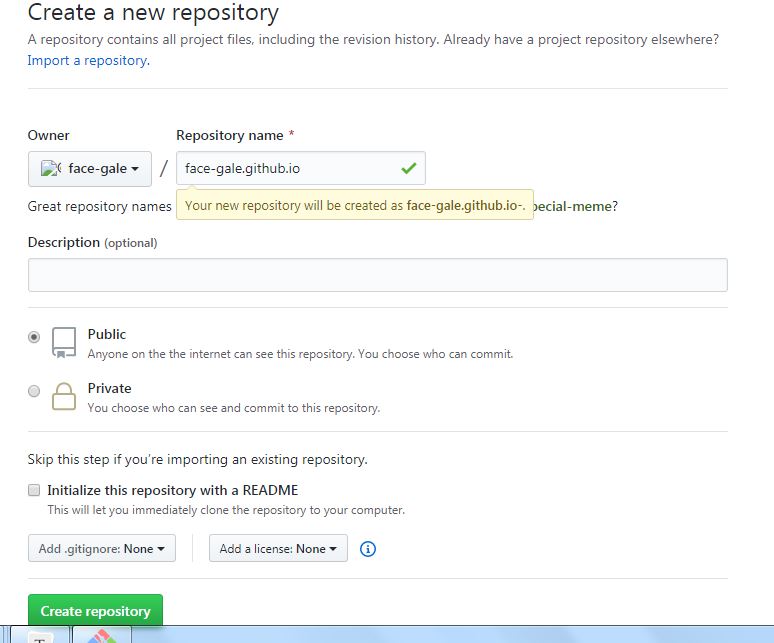 Create a new repository
A repository contains all project files, including the revision history. Already have a project repository elsewhere?
Import a repository.
Owner
Repository name *
face-gale
/
face-gale.github.io
Great repository names
Your new repository will be created as face-gale.github.io-.
pecial-meme?
Description (optional)
Public
Anyone on the the internet can see this repository. You choose who can commit.
Private
You choose who can see and commit to this repository.
Skip this step if you’re importing an existing repository.
Initialize this repository with a README
This will let you immediately clone the repository to your computer.
Add .gitignore: None
Add a license: None
Create repository